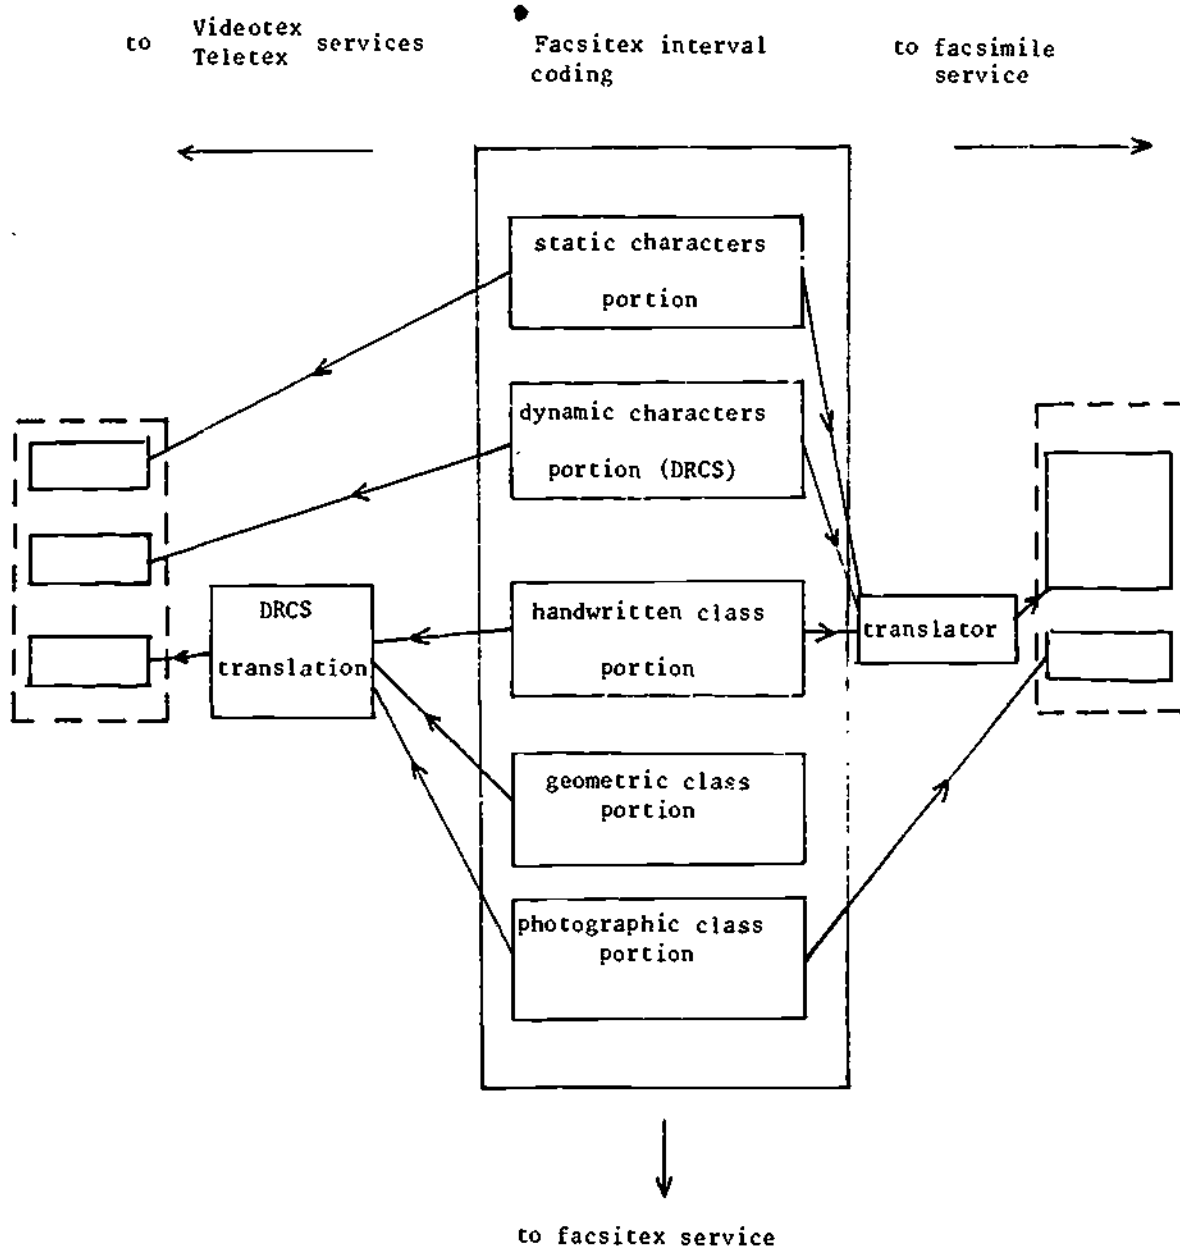 to Videotex services
Teletex
Facsitex interval
coding
to facsimile
service
static characters
portion
dynamic characters
portion (DRCS)
DRCS
translation
handwritten class
portion
translator
geometric class
portion
photographic class
portion
to facsitex service